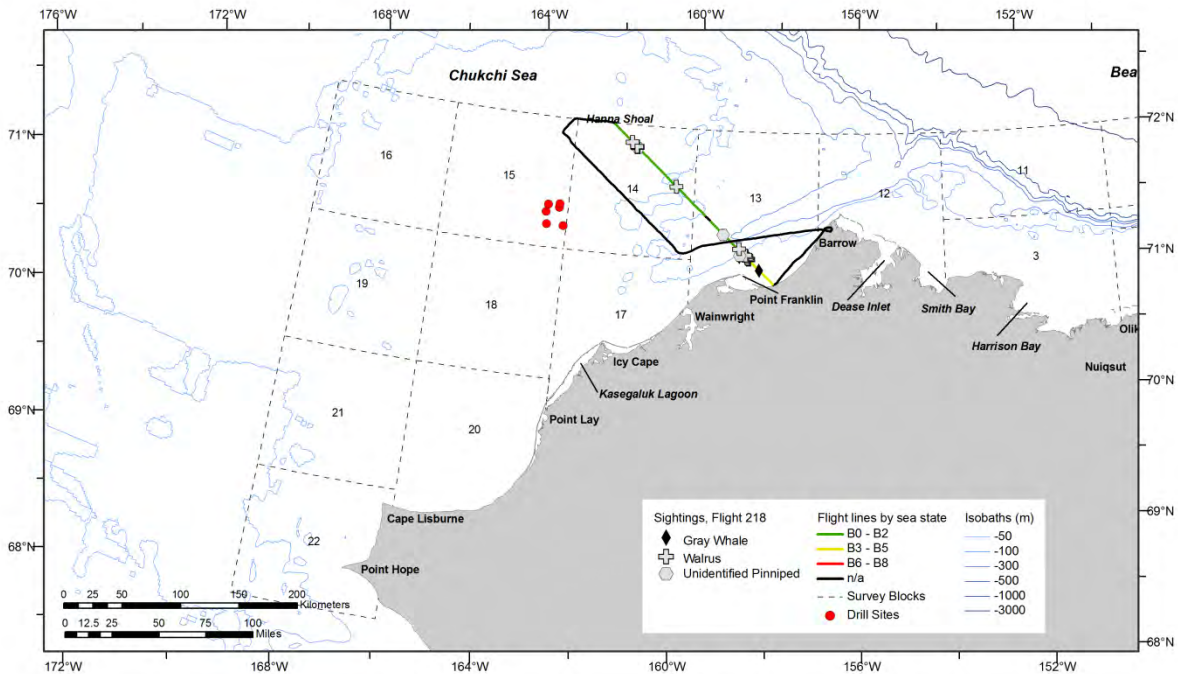 176°W 172°W 168°W 164°W 160°W 156°W 152°W
Chukchi Sea
Bea
72°N
71°N
Hanna Shoal
16
15
14
13
12
11
71°N
Barrow
3
70°N
19
18
17
Point Franklin
Dease Inlet
Smith Bay
Wainwright
Harrison Bay
Olik
Icy Cape
Nuiqsut
70°N
Kasegaluk Lagoon
69°N
21
20
Point Lay
Cape Lisburne
69°N
68°N
22
Point Hope
0 12.5 25 50 75 100
Miles
0 25 50 100 150 200
Kilometers
Sightings, Flight 218
Gray Whale
Walrus
Unidentified Pinniped
Flight lines by sea state
B0 - B2
B3 - B5
B6 - B8
n/a
Survey Blocks
Drill Sites
Isobaths (m)
-50
-100
-300
-500
-1000
-3000
68°N
172°W 168°W 164°W 160°W 156°W 152°W